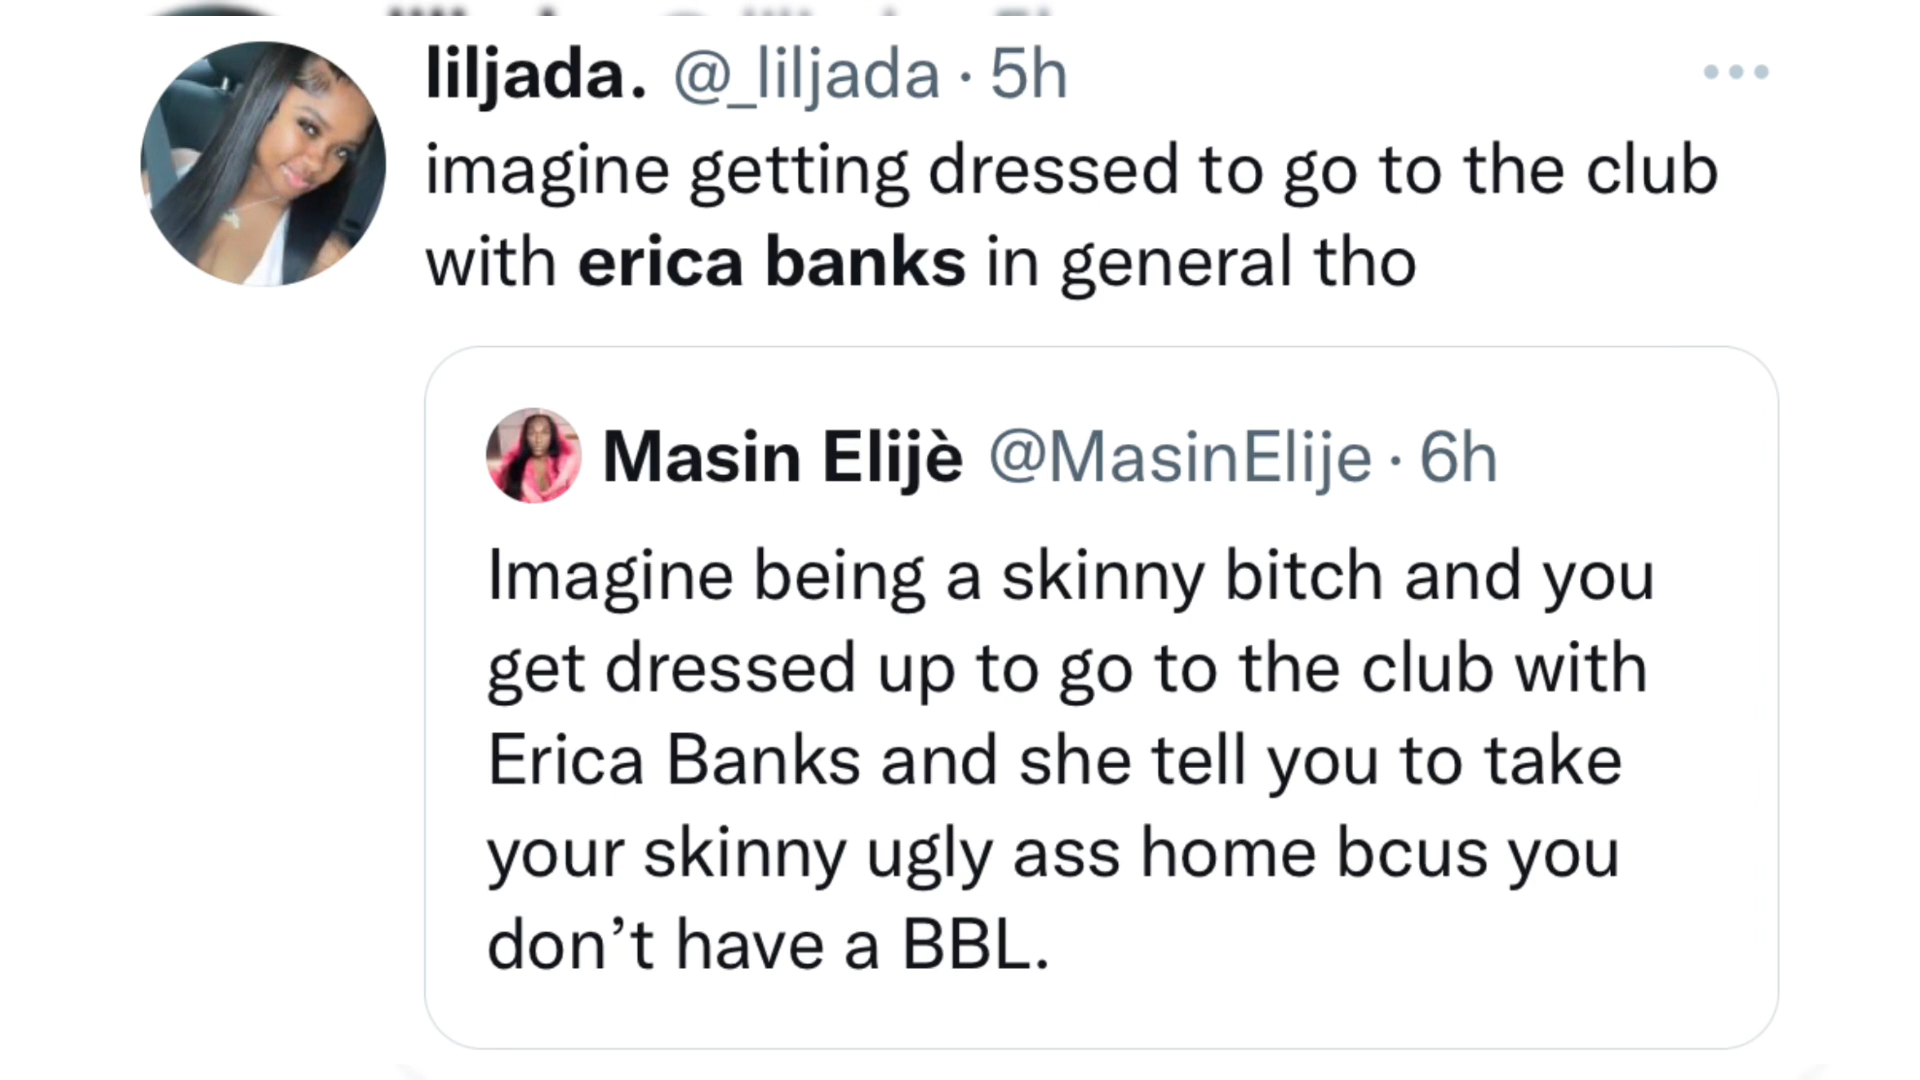 liljada. @_liljada · 5h
imagine getting dressed to go to the club
with erica banks in general tho
Masin Elijè @MasinElije · 6h
Imagine being a skinny bitch and you
get dressed up to go to the club with
Erica Banks and she tell you to take
your skinny ugly ass home bcus you
don’t have a BBL.